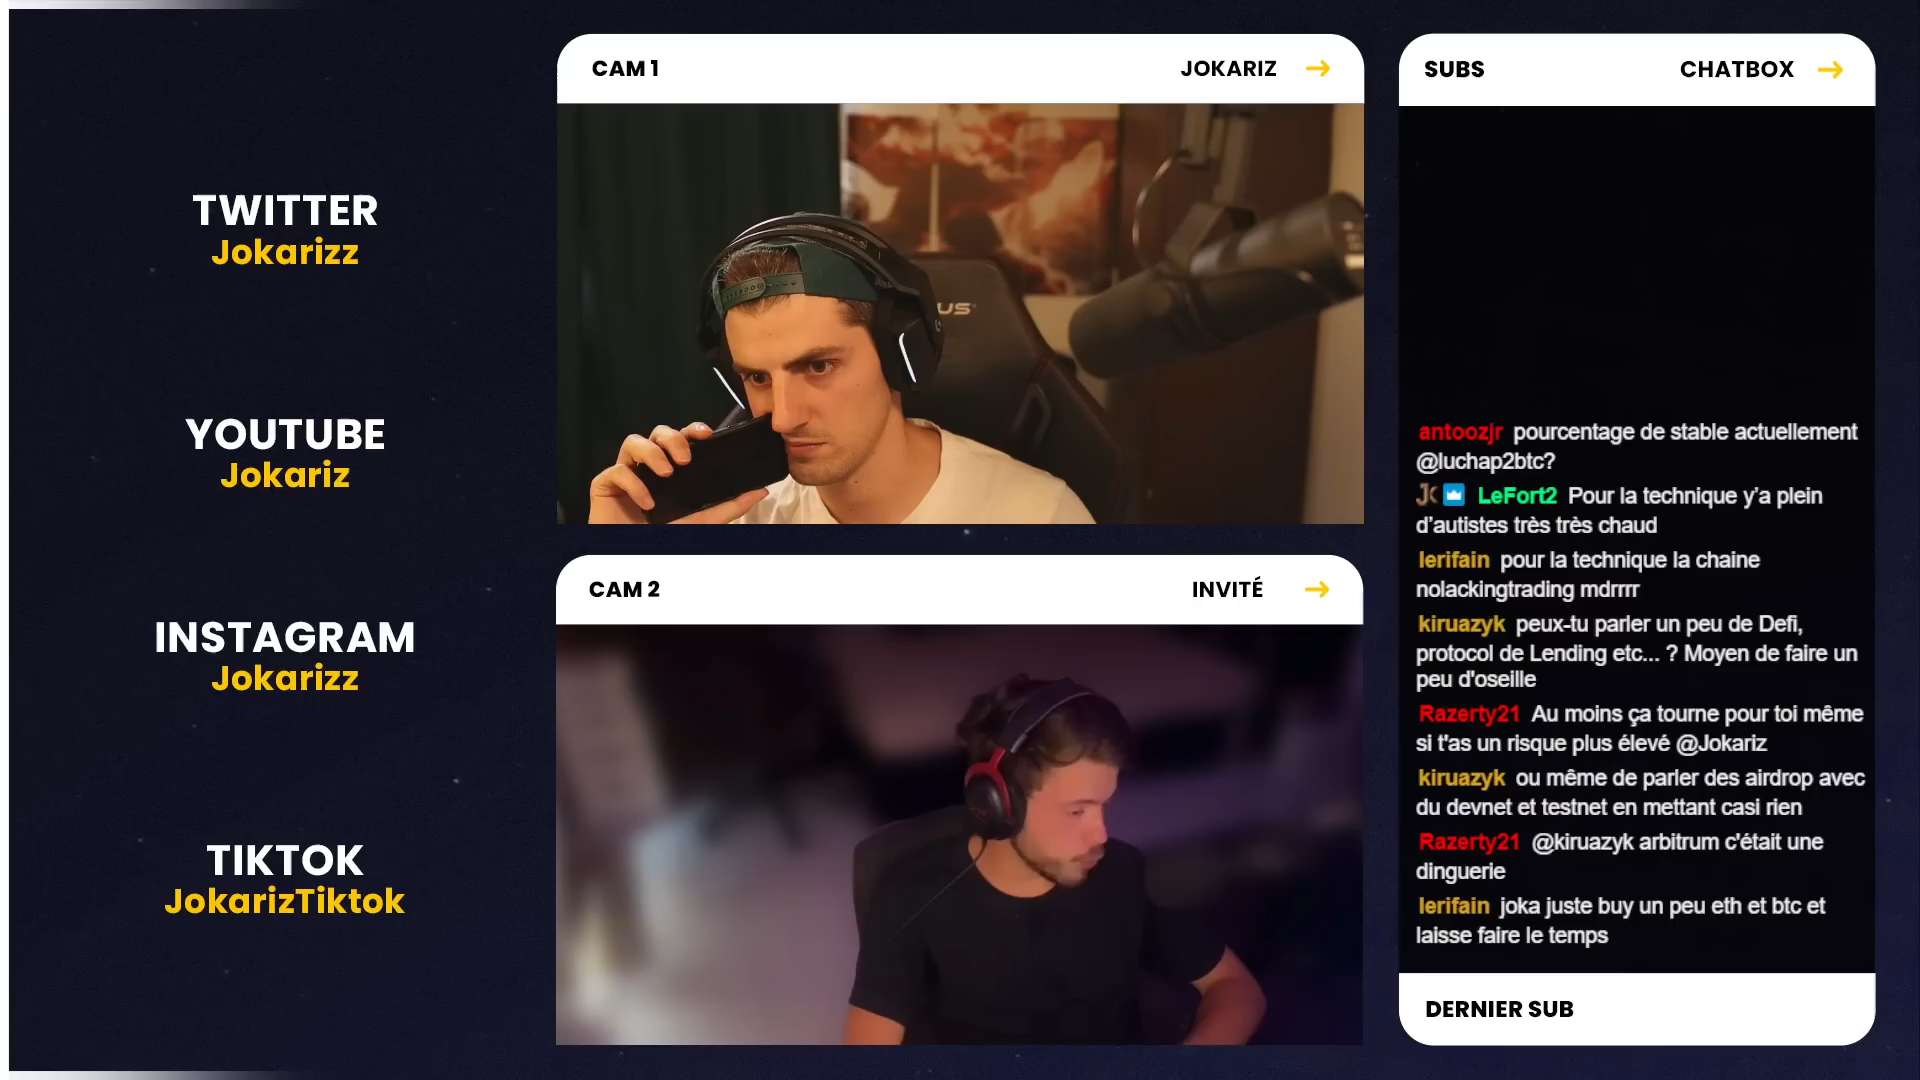 TWITTER
Jokarizz
YOUTUBE
Jokariz
INSTAGRAM
Jokarizz
TIKTOK
JokarizTiktok
CAM 1
JOKARIZ
US
CAM 2
INVITÉ
SUBS
CHATBOX
antoozjr pourcentage de stable actuellement
@luchap2btc?
LeFort2 Pour la technique y'a plein
d'autistes très très chaud
lerifain pour la technique la chaine
nolackingtrading mdrrrr
kiruazyk peux-tu parler un peu de Defi,
protocol de Lending etc... ? Moyen de faire un
peu d'oseille
Razerty21 Au moins ça tourne pour toi même
si t'as un risque plus élevé @Jokariz
kiruazyk ou même de parler des airdrop avec
du devnet et testnet en mettant casi rien
Razerty21 @kiruazyk arbitrum c'était une
dinguerie
lerifain joka juste buy un peu eth et btc et
laisse faire le temps
DERNIER SUB